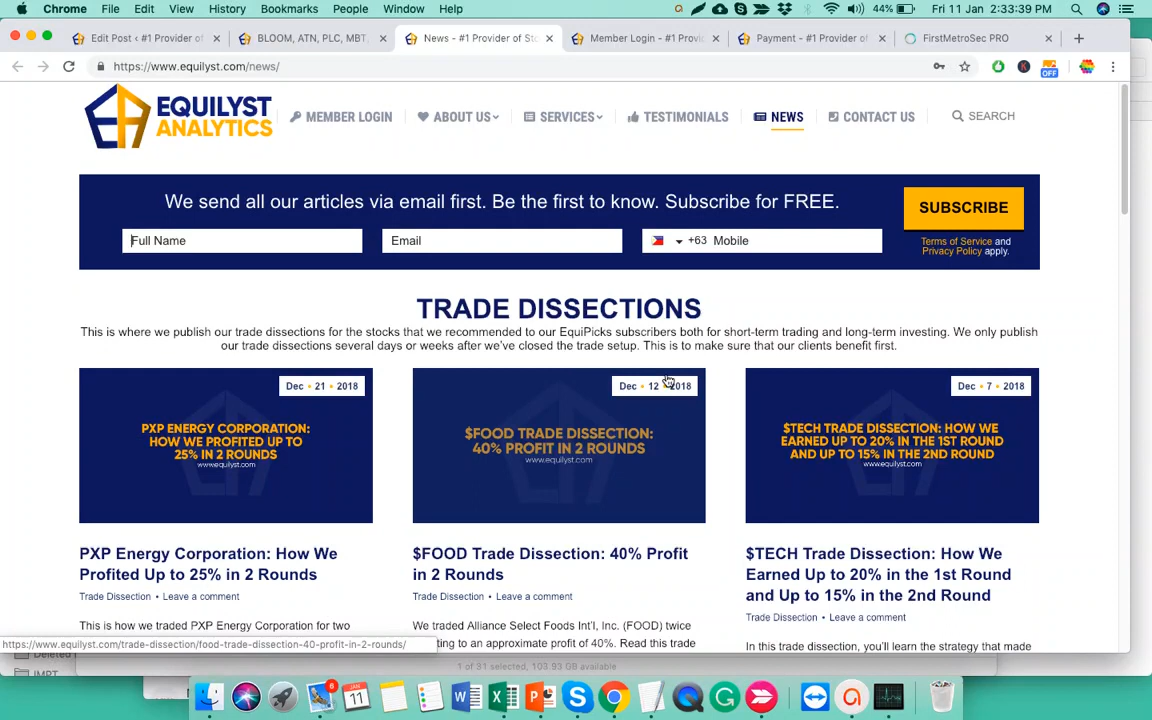 Chrome File Edit View History Bookmarks People Window Help 44% Fri 11 Jan 2:33:39 PM
Edit Post ‹ #1 Provider of BLOOM, ATN, PLC, MBT, News - #1 Provider of Sto Member Login - #1 Provi Payment - #1 Provider of FirstMetroSec PRO
https://www.equilyst.com/news/ OFF
EQUILYST
ANALYTICS
MEMBER LOGIN ABOUT US SERVICES TESTIMONIALS NEWS CONTACT US SEARCH
We send all our articles via email first. Be the first to know. Subscribe for FREE.
Full Name Email +63 Mobile
SUBSCRIBE
Terms of Service and
Privacy Policy apply.
TRADE DISSECTIONS
This is where we publish our trade dissections for the stocks that we recommended to our EquiPicks subscribers both for short-term trading and long-term investing. We only publish
our trade dissections several days or weeks after we've closed the trade setup. This is to make sure that our clients benefit first.
Dec • 21 • 2018
PXP ENERGY CORPORATION:
HOW WE PROFITED UP TO
25% IN 2 ROUNDS
www.equilyst.com
PXP Energy Corporation: How We
Profited Up to 25% in 2 Rounds
Trade Dissection • Leave a comment
This is how we traded PXP Energy Corporation for two
Dec • 12 • 2018
$FOOD TRADE DISSECTION:
40% PROFIT IN 2 ROUNDS
www.equilyst.com
$FOOD Trade Dissection: 40% Profit
in 2 Rounds
Trade Dissection • Leave a comment
We traded Alliance Select Foods Int'l, Inc. (FOOD) twice
to an approximate profit of 40%. Read this trade
Dec • 7 • 2018
$TECH TRADE DISSECTION: HOW WE
EARNED UP TO 20% IN THE 1ST ROUND
AND UP TO 15% IN THE 2ND ROUND
www.equilyst.com
$TECH Trade Dissection: How We
Earned Up to 20% in the 1st Round
and Up to 15% in the 2nd Round
Trade Dissection • Leave a comment
In this trade dissection, you'll learn the strategy that made
https://www.equilyst.com/trade-dissection/food-trade-dissection-40-profit-in-2-rounds/
1 of 31 selected, 108.93 GB available
JAN
11
6